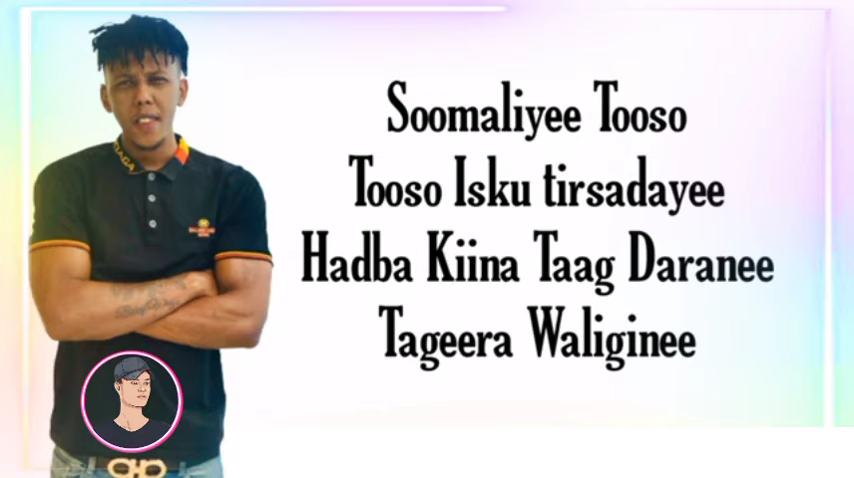 Soomaliyee Tooso
Tooso Isku tirsadayee
Hadba Kiina Taag Daranee
Tageera Waliginee